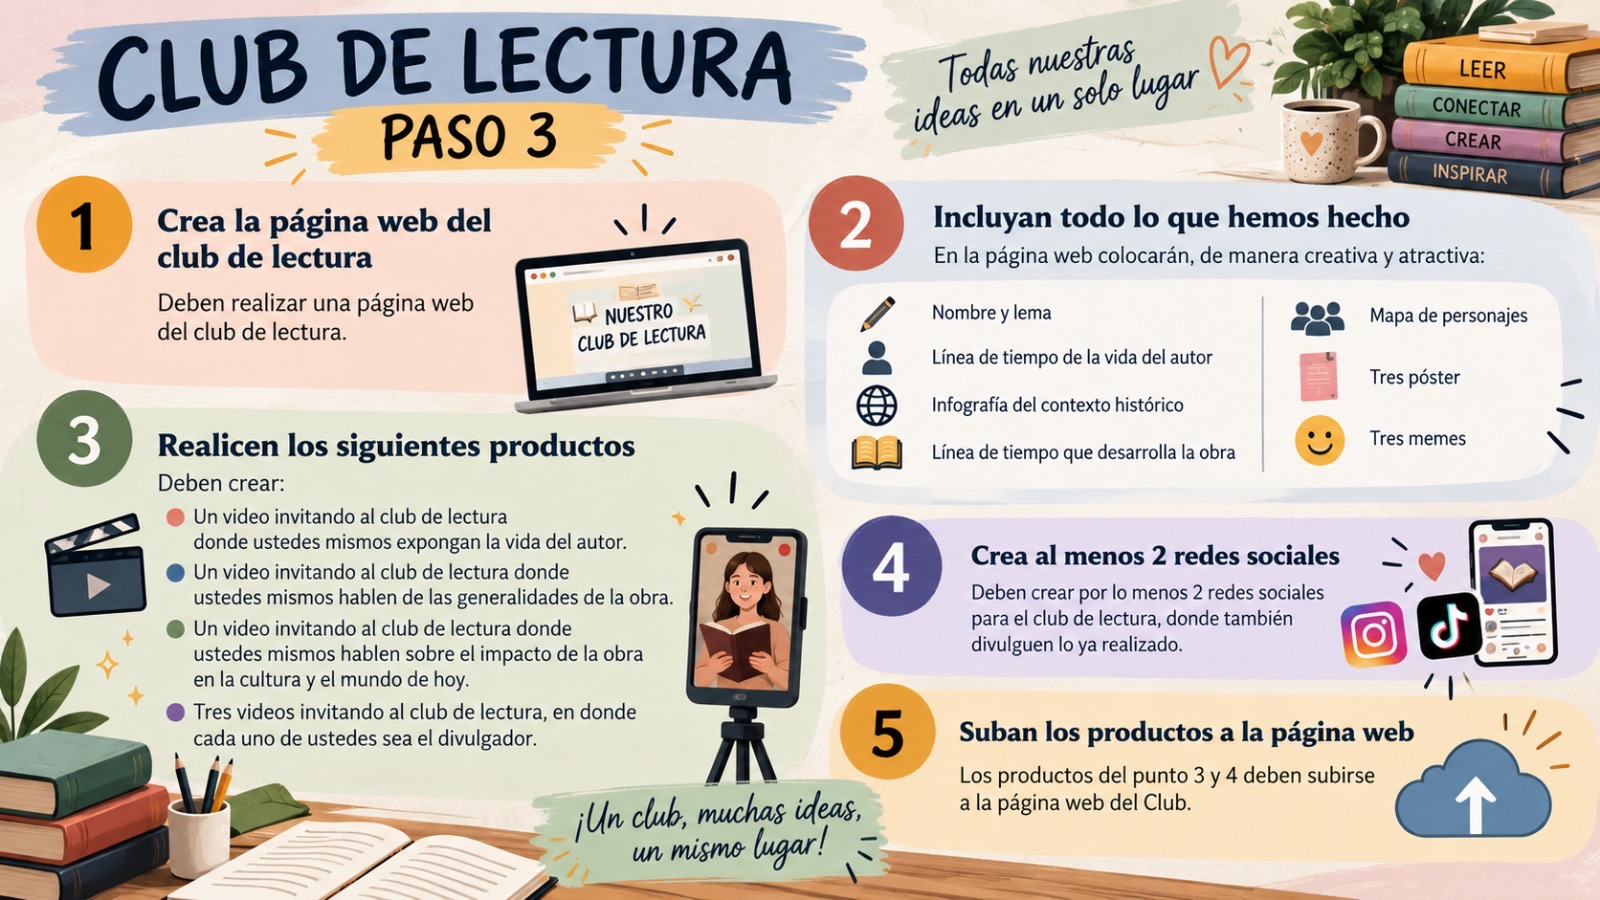 CLUB DE LECTURA
PASO 3
Todas nuestras
ideas en un solo lugar
LEER
CONECTAR
CREAR
INSPIRAR
1
Crea la página web del
club de lectura
Deben realizar una página web
del club de lectura.
NUESTRO
CLUB DE LECTURA
2
Incluyan todo lo que hemos hecho
En la página web colocarán, de manera creativa y atractiva:
Nombre y lema
Línea de tiempo de la vida del autor
Infografía del contexto histórico
Línea de tiempo que desarrolla la obra
Mapa de personajes
Tres póster
Tres memes
3
Realicen los siguientes productos
Deben crear:
Un video invitando al club de lectura
donde ustedes mismos expongan la vida del autor.
Un video invitando al club de lectura donde
ustedes mismos hablen de las generalidades de la obra.
Un video invitando al club de lectura donde
ustedes mismos hablen sobre el impacto de la obra
en la cultura y el mundo de hoy.
Tres videos invitando al club de lectura, en donde
cada uno de ustedes sea el divulgador.
4
Crea al menos 2 redes sociales
Deben crear por lo menos 2 redes sociales
para el club de lectura, donde también
divulguen lo ya realizado.
5
Suban los productos a la página web
Los productos del punto 3 y 4 deben subirse
a la página web del Club.
¡Un club, muchas ideas,
un mismo lugar!